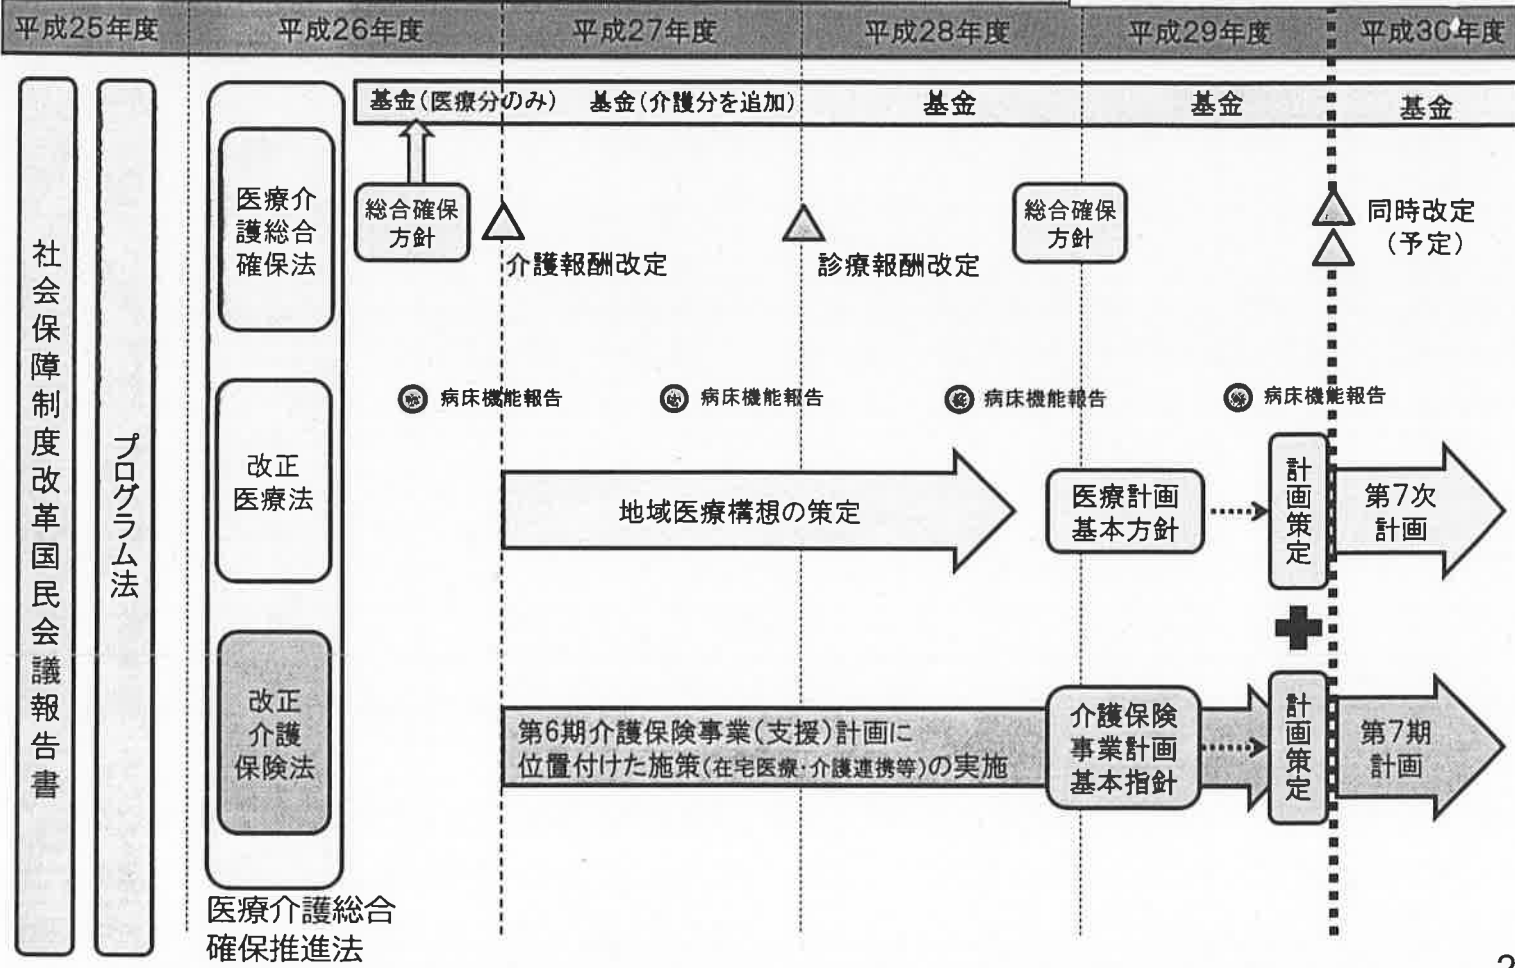 平成25年度
平成26年度
平成27年度
平成28年度
平成29年度
平成30年度
社会保障制度改革国民会議報告書
プログラム法
基金(医療分のみ)
基金(介護分を追加)
基金
基金
基金
医療介
護総合
確保法
総合確保
方針
介護報酬改定
診療報酬改定
総合確保
方針
同時改定
(予定)
病床機能報告
病床機能報告
病床機能報告
病床機能報告
改正
医療法
地域医療構想の策定
医療計画
基本方針
計画策定
第7次
計画
改正
介護
保険法
第6期介護保険事業(支援)計画に
位置付けた施策(在宅医療・介護連携等)の実施
介護保険
事業計画
基本指針
計画策定
第7期
計画
医療介護総合
確保推進法
2